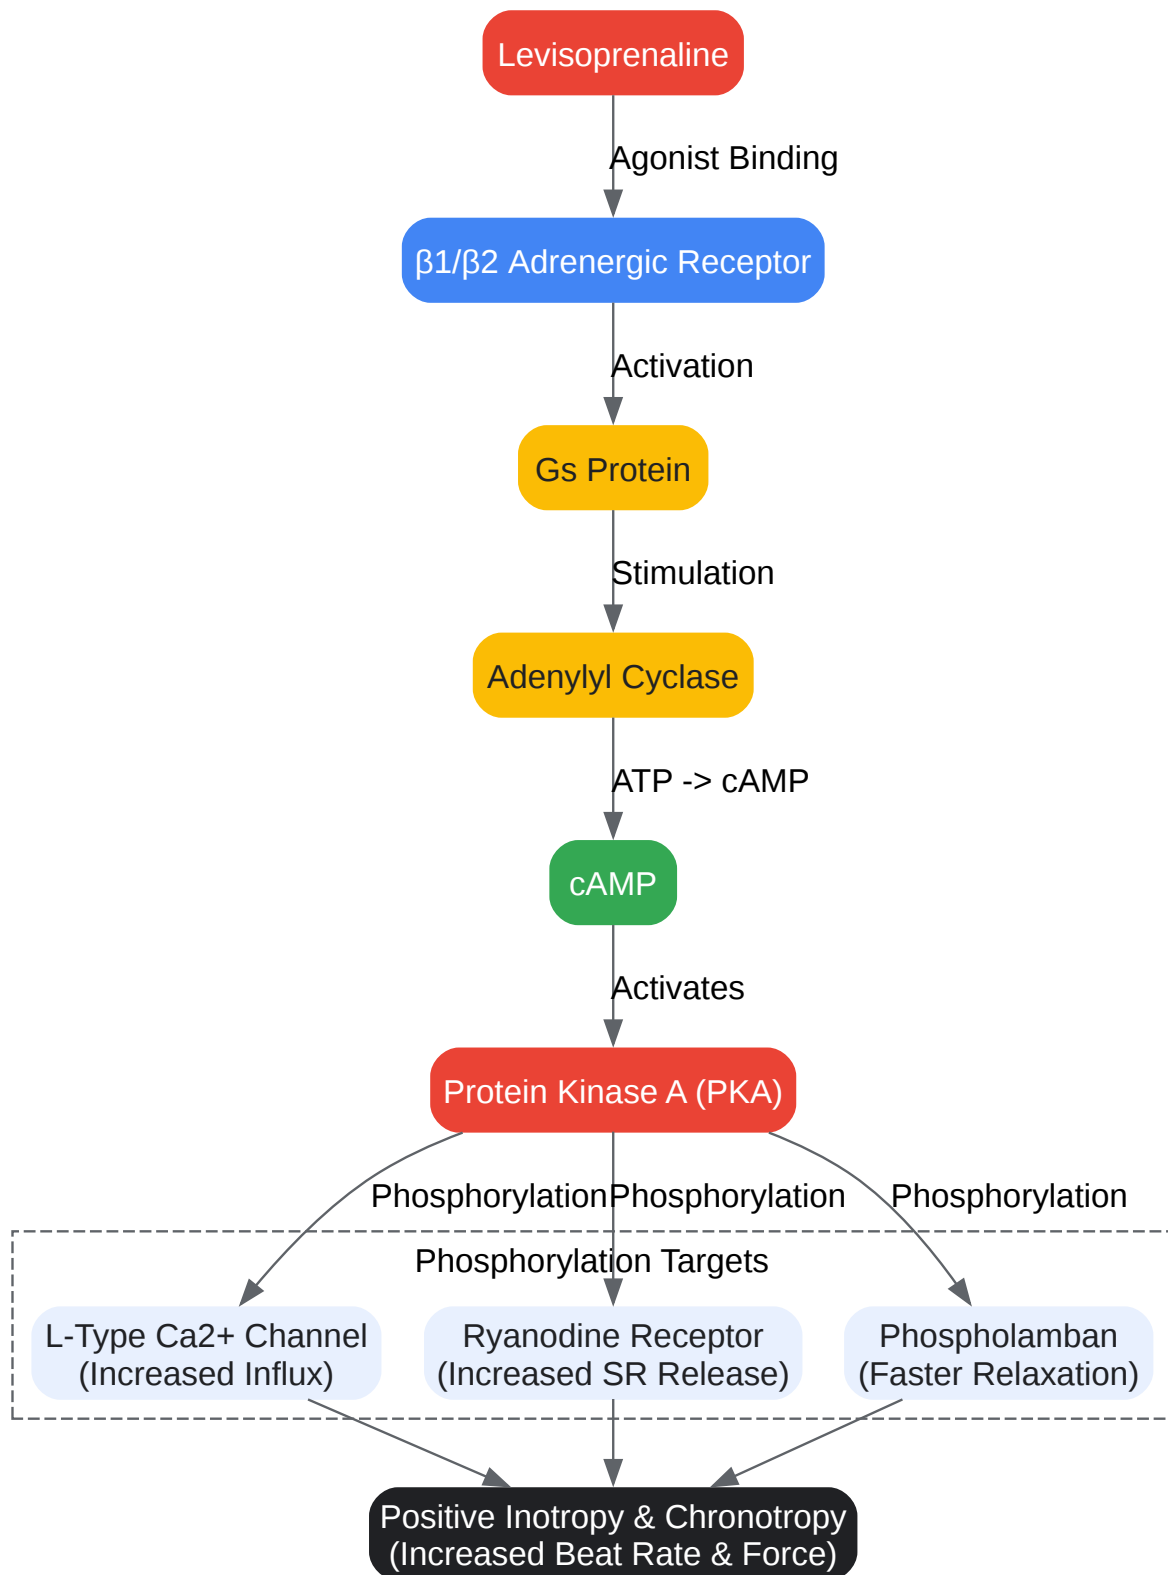 Levisoprenaline
Agonist Binding
β1/β2 Adrenergic Receptor
Activation
Gs Protein
Stimulation
Adenylyl Cyclase
ATP -> cAMP
cAMP
Activates
Protein Kinase A (PKA)
Phosphorylation
Phosphorylation
Phosphorylation
Phosphorylation Targets
L-Type Ca2+ Channel
(Increased Influx)
Ryanodine Receptor
(Increased SR Release)
Phospholamban
(Faster Relaxation)
Positive Inotropy & Chronotropy
(Increased Beat Rate & Force)